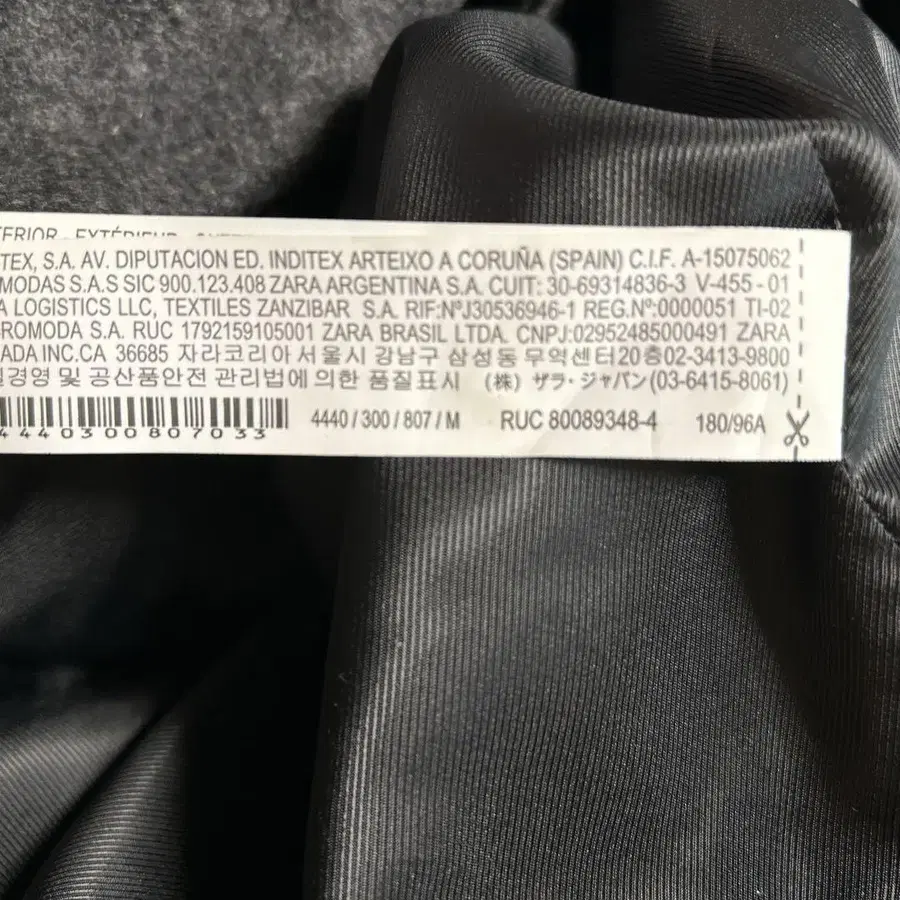 EXTÉRIEUR
TEX, S.A. AV. DIPUTACION ED. INDITEX ARTEIXO A CORUÑA (SPAIN) C.I.F. A-15075062
MODAS S.A.S SIC 900.123.408 ZARA ARGENTINA S.A. CUIT: 30-69314836-3 V-455-01
A LOGISTICS LLC, TEXTILES ZANZIBAR S.A. RIF:NºJ30536946-1 REG.Nº:0000051 TI-02
ROMODA S.A. RUC 1792159105001 ZARA BRASIL LTDA. CNPJ:02952485000491 ZARA
ADA INC.CA 36685 자라코리아 서울시 강남구 삼성동 무역센터20층02-3413-9800
질경영 및 공산품안전 관리법에 의한 품질표시 (株) ザラ・ジャパン(03-6415-8061)
4440300807033 4440/300/807/M RUC 80089348-4 180/96A